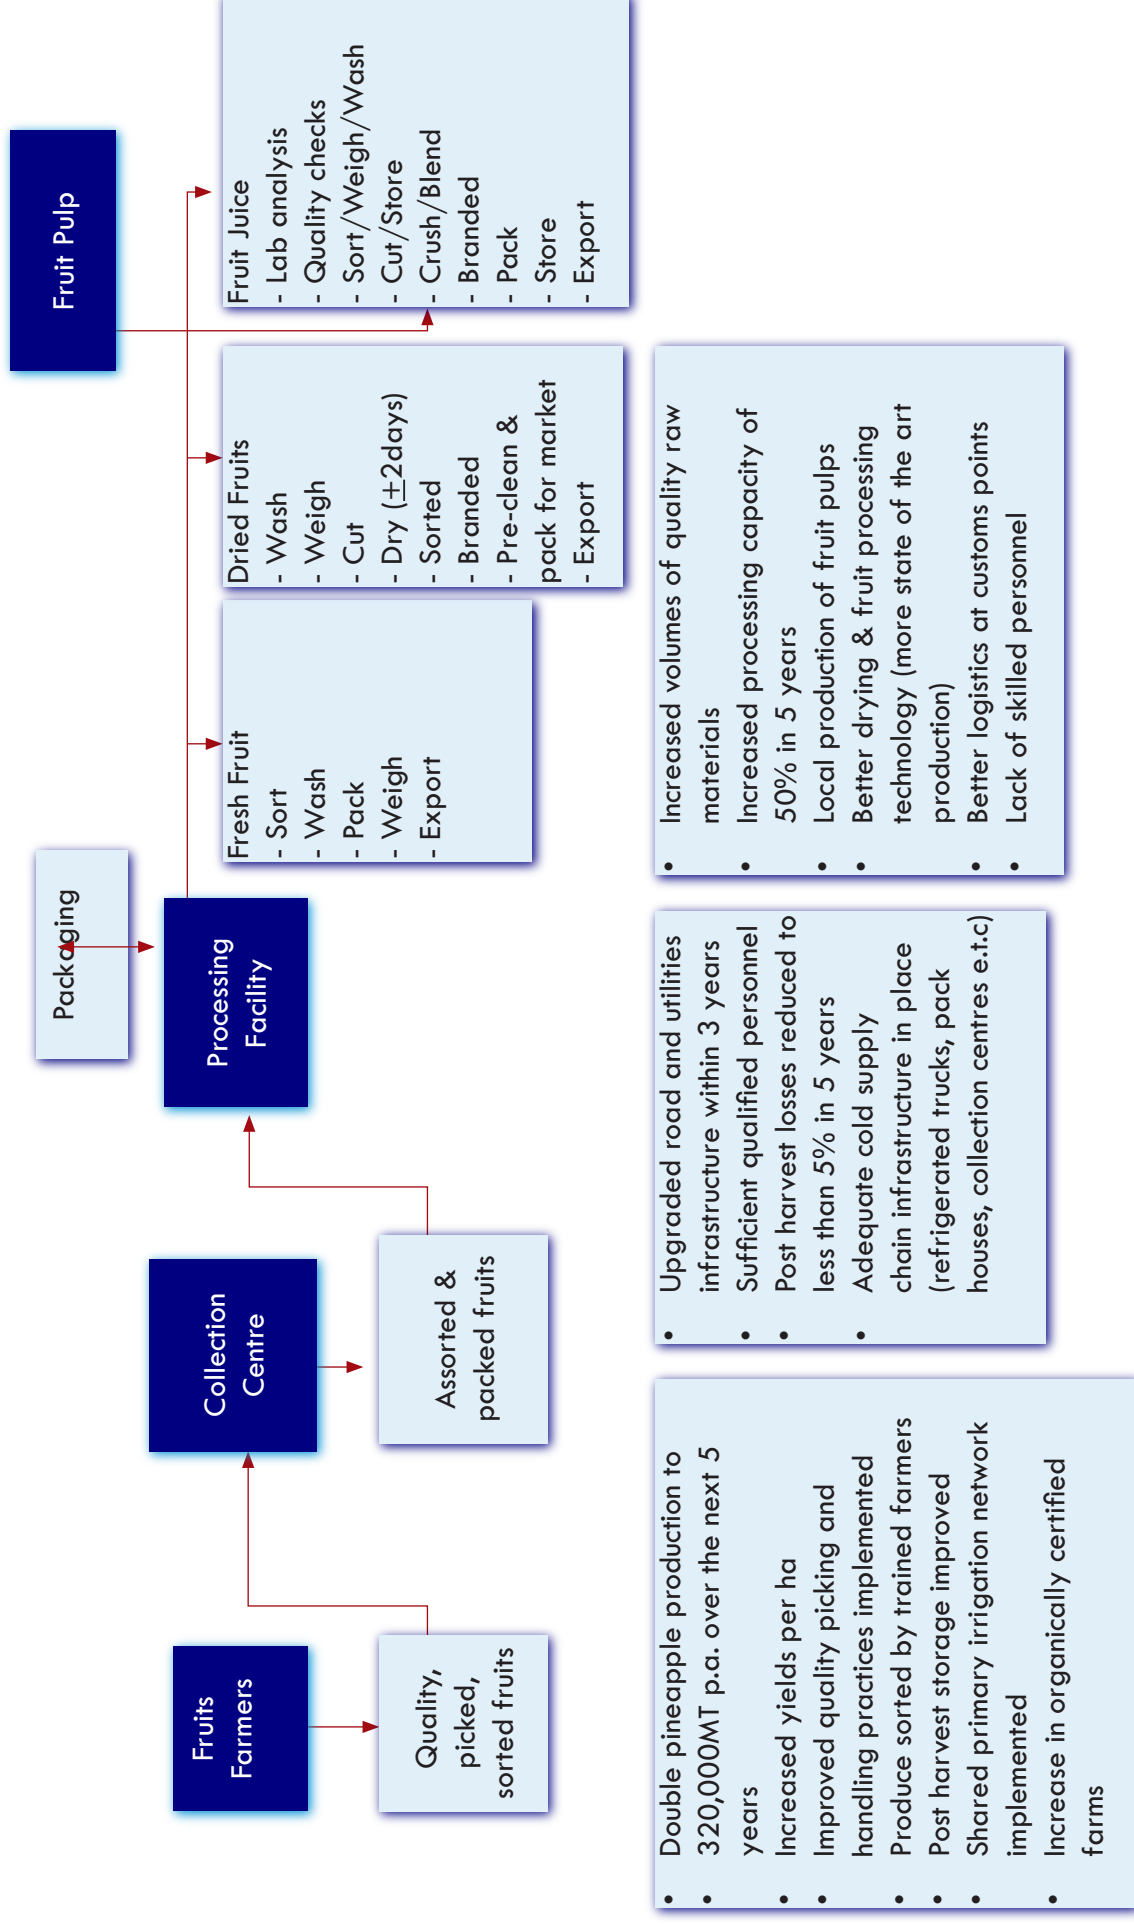 Fruits
Farmers
Quality,
picked,
sorted fruits
Collection
Centre
Assorted &
packed fruits
Packaging
Processing
Facility
Fruit Pulp
Fresh Fruit
- Sort
- Wash
- Pack
- Weigh
- Export
Dried Fruits
- Wash
- Weigh
- Cut
- Dry (±2days)
- Sorted
- Branded
- Pre-clean &
pack for market
- Export
Fruit Juice
- Lab analysis
- Quality checks
- Sort/Weigh/Wash
- Cut/Store
- Crush/Blend
- Branded
- Pack
- Store
- Export
• Double pineapple production to
• 320,000MT p.a. over the next 5
years
• Increased yields per ha
• Improved quality picking and
handling practices implemented
• Produce sorted by trained farmers
• Post harvest storage improved
• Shared primary irrigation network
implemented
• Increase in organically certified
farms
• Upgraded road and utilities
infrastructure within 3 years
• Sufficient qualified personnel
• Post harvest losses reduced to
less than 5% in 5 years
• Adequate cold supply
chain infrastructure in place
(refrigerated trucks, pack
houses, collection centres e.t.c)
• Increased volumes of quality raw
materials
• Increased processing capacity of
50% in 5 years
• Local production of fruit pulps
• Better drying & fruit processing
technology (more state of the art
production)
• Better logistics at customs points
• Lack of skilled personnel